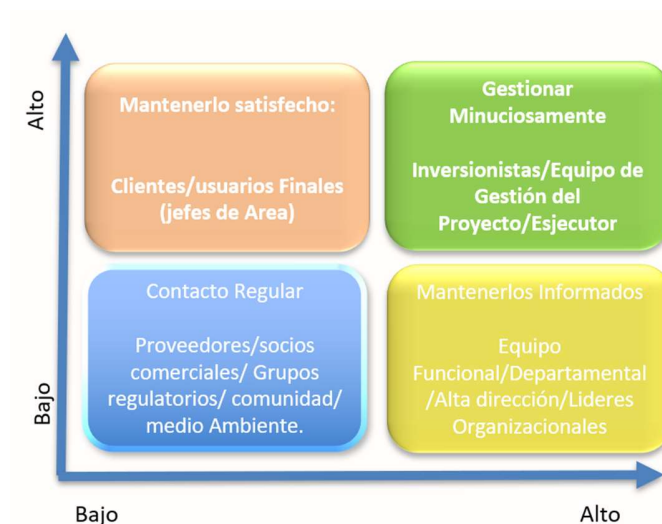 Alto
Mantenerlo satisfecho:
Clientes/usuarios Finales
(jefes de Area)
Gestionar
Minuciosamente
Inversionistas/Equipo de
Gestión del
Proyecto/Esjecutor
Bajo
Contacto Regular
Proveedores/socios
comerciales/ Grupos
regulatorios/ comunidad/
medio Ambiente.
Mantenerlos Informados
Equipo
Funcional/Departamental
/Alta dirección/Lideres
Organizacionales
Bajo
Alto